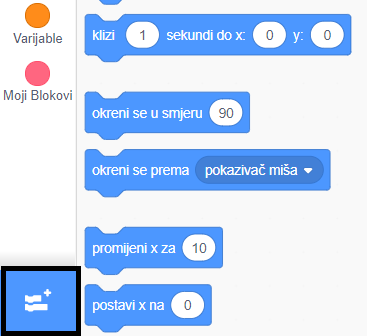 Varijable
Moji Blokovi
klizi 1 sekundi do x: 0 y: 0
okreni se u smjeru 90
okreni se prema pokazivač miša
promijeni x za 10
postavi x na 0